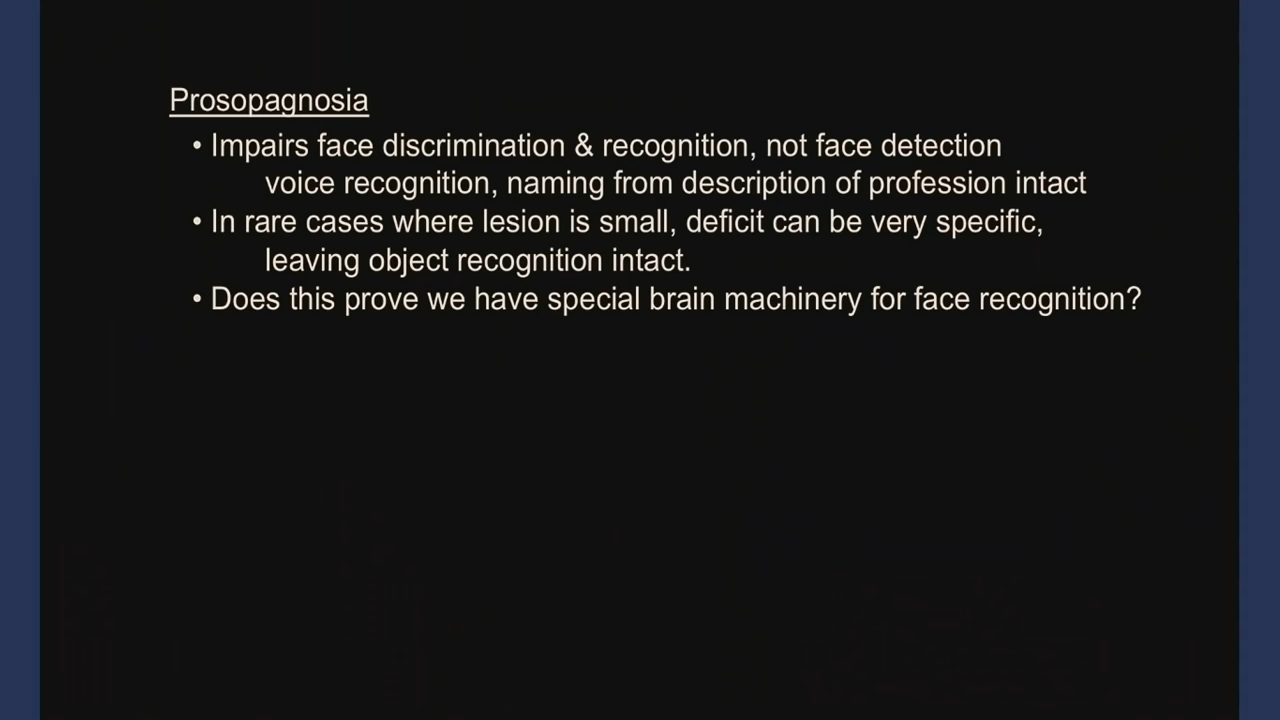 Prosopagnosia
• Impairs face discrimination & recognition, not face detection
voice recognition, naming from description of profession intact
• In rare cases where lesion is small, deficit can be very specific,
leaving object recognition intact.
• Does this prove we have special brain machinery for face recognition?